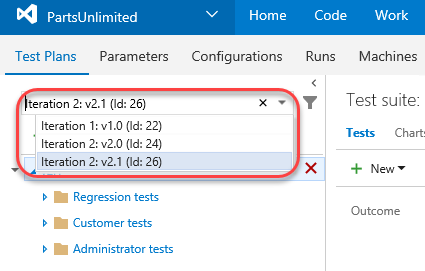 PartsUnlimited Home Code Work
Test Plans Parameters Configurations Runs Machines
Iteration 2: v2.1 (Id: 26)
Test suite:
Iteration 1: v1.0 (Id: 22)
Iteration 2: v2.0 (Id: 24)
Tests Charts
Iteration 2: v2.1 (Id: 26)
New
Regression tests
Outcome
Customer tests
Administrator tests